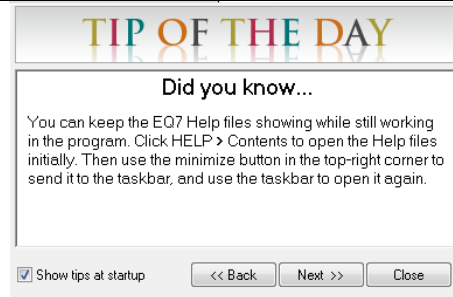 TIP OF THE DAY
Did you know...
You can keep the EQ7 Help files showing while still working
in the program. Click HELP > Contents to open the Help files
initially. Then use the minimize button in the top-right corner to
send it to the taskbar, and use the taskbar to open it again.
Show tips at startup
<< Back
Next >>
Close